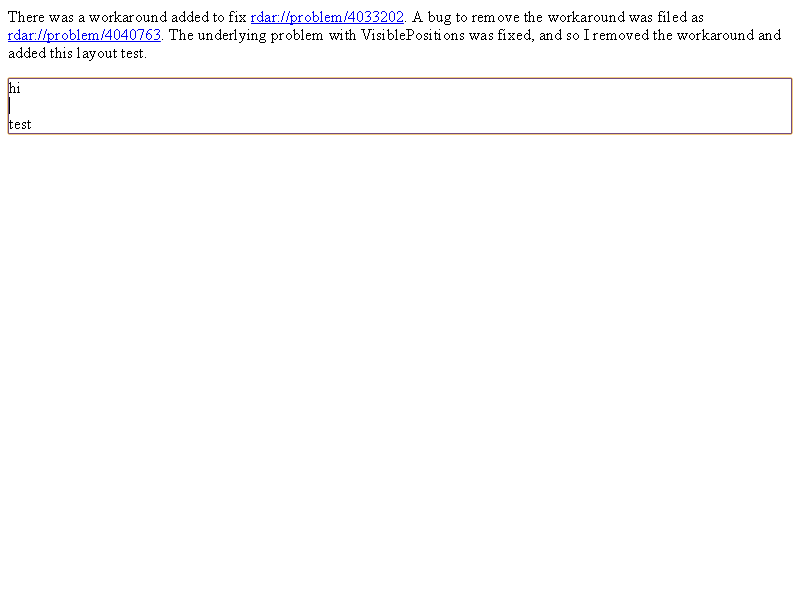 There was a workaround added to fix rdar://problem/4033202. A bug to remove the workaround was filed as
rdar://problem/4040763. The underlying problem with VisiblePositions was fixed, and so I removed the workaround and
added this layout test.
hi
test